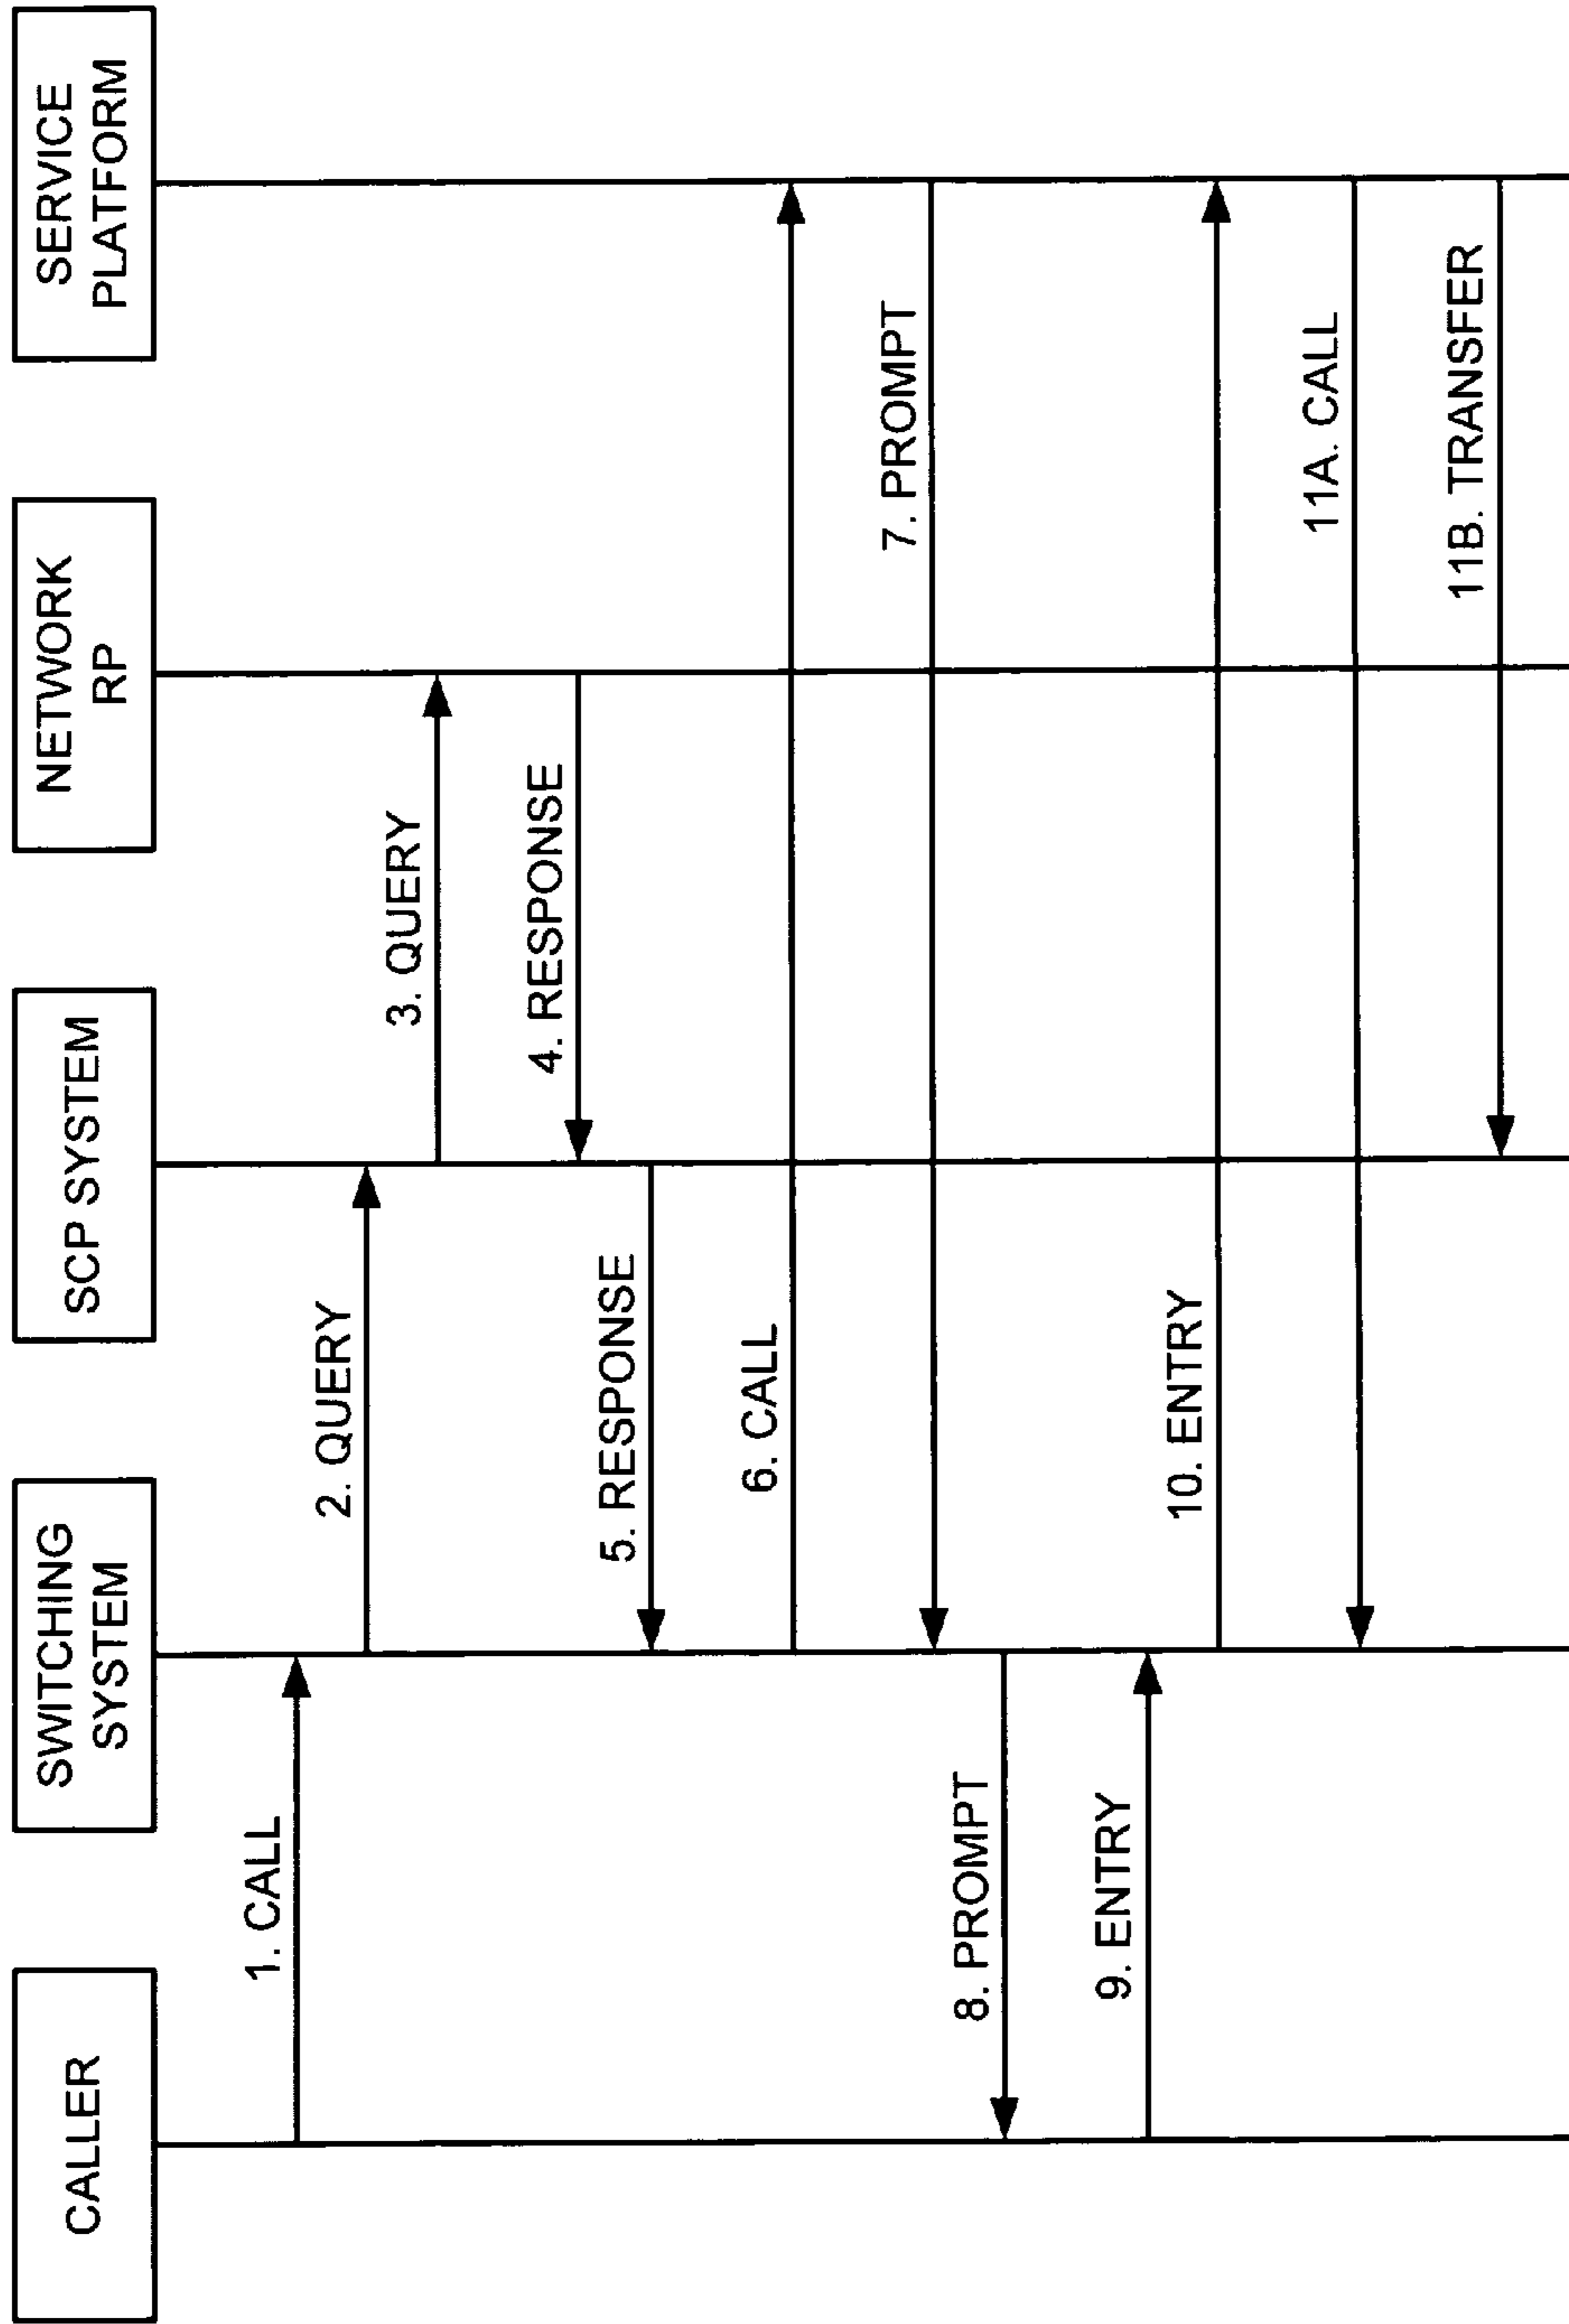 CALLER
SWITCHING
SYSTEM
SCP SYSTEM
NETWORK
RP
SERVICE
PLATFORM
1. CALL
2. QUERY
3. QUERY
4. RESPONSE
5. RESPONSE
6. CALL
7. PROMPT
8. PROMPT
9. ENTRY
10. ENTRY
11A. CALL
11B. TRANSFER